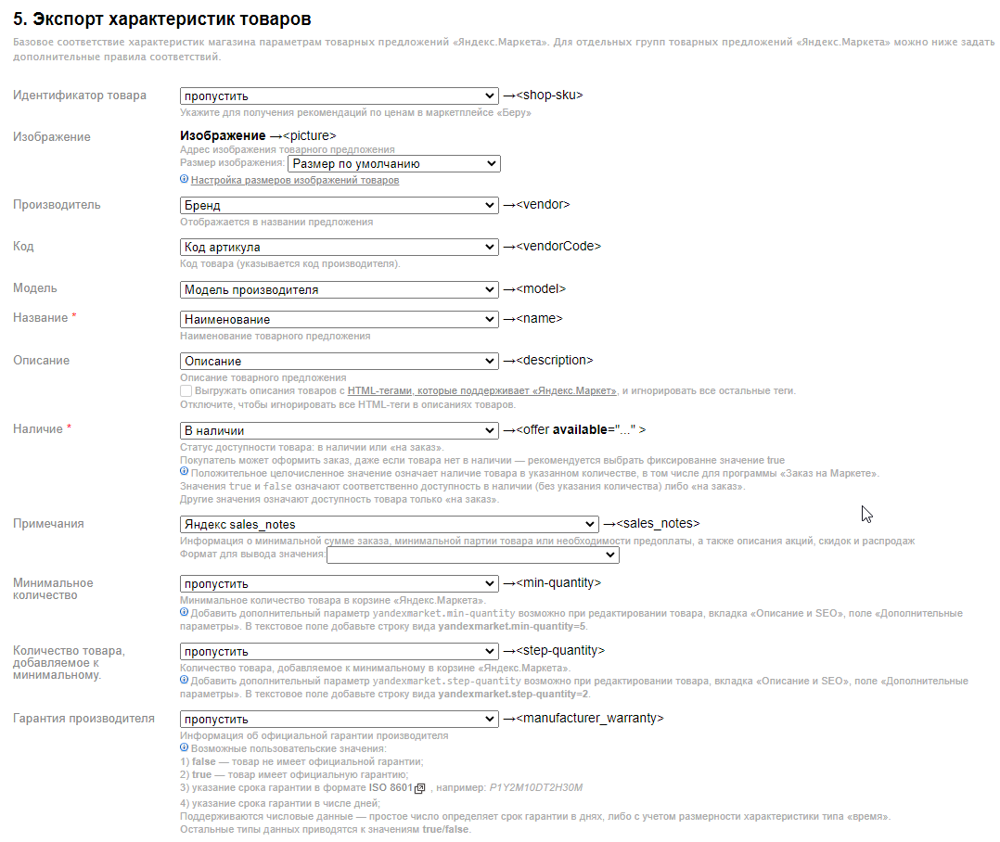 5. Экспорт характеристик товаров
Базовое соответствие характеристик магазина параметрам товарных предложений «Яндекс.Маркета». Для отдельных групп товарных предложений «Яндекс.Маркета» можно ниже задать
дополнительные правила соответствий.
Идентификатор товара пропустить →<shop-sku>
Укажите для получения рекомендаций по ценам в маркетплейсе «Беру»
Изображение Изображение →<picture>
Адрес изображения товарного предложения
Размер изображения: Размер по умолчанию
Настройка размеров изображений товаров
Производитель Бренд →<vendor>
Отображается в названии предложения
Код Код артикула →<vendorCode>
Код товара (указывается код производителя).
Модель Модель производителя →<model>
Название * Наименование →<name>
Наименование товарного предложения
Описание Описание →<description>
Описание товарного предложения
Выгружать описания товаров с HTML-тегами, которые поддерживает «Яндекс.Маркет», и игнорировать все остальные теги.
Отключите, чтобы игнорировать все HTML-теги в описаниях товаров.
Наличие * В наличии →<offer available="..." >
Статус доступности товара: в наличии или «на заказ».
Покупатель может оформить заказ, даже если товара нет в наличии — рекомендуется выбрать фиксированне значение true
Положительное целочисленное значение означает наличие товара в указанном количестве, в том числе для программы «Заказ на Маркете».
Значения true и false означают соответственно доступность в наличии (без указания количества) либо «на заказ».
Другие значения означают доступность товара только «на заказ».
Примечания Яндекс sales_notes →<sales_notes>
Информация о минимальной сумме заказа, минимальной партии товара или необходимости предоплаты, а также описания акций, скидок и распродаж
Формат для вывода значения:
Минимальное
количество пропустить →<min-quantity>
Минимальное количество товара в корзине «Яндекс.Маркета».
Добавить дополнительный параметр yandexmarket.min-quantity возможно при редактировании товара, вкладка «Описание и SEO», поле «Дополнительные
параметры». В текстовое поле добавьте строку вида yandexmarket.min-quantity=5.
Количество товара,
добавляемое к
минимальному. пропустить →<step-quantity>
Количество товара, добавляемое к минимальному в корзине «Яндекс.Маркета».
Добавить дополнительный параметр yandexmarket.step-quantity возможно при редактировании товара, вкладка «Описание и SEO», поле «Дополнительные
параметры». В текстовое поле добавьте строку вида yandexmarket.step-quantity=2.
Гарантия производителя пропустить →<manufacturer_warranty>
Информация об официальной гарантии производителя
Возможные пользовательские значения:
1) false — товар не имеет официальной гарантии;
2) true — товар имеет официальную гарантию;
3) указание срока гарантии в формате ISO 8601 , например: P1Y2M10DT2H30M
4) указание срока гарантии в числе дней;
Поддерживаются числовые данные — простое число определяет срок гарантии в днях, либо с учетом размерности характеристики типа «время».
Остальные типы данных приводятся к значениям true/false.